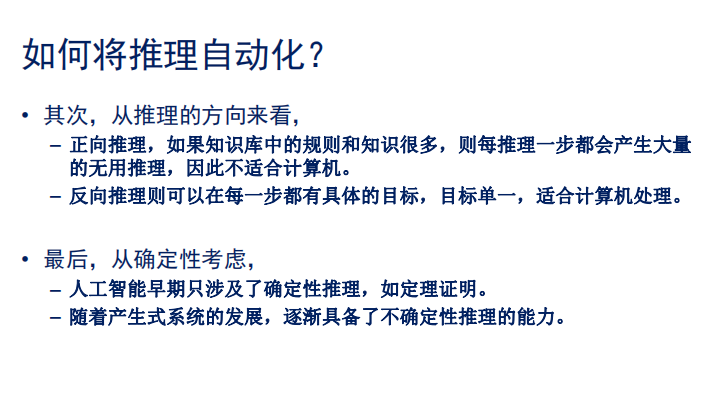 如何将推理自动化？
• 其次，从推理的方向来看，
– 正向推理，如果知识库中的规则和知识很多，则每推理一步都会产生大量
的无用推理，因此不适合计算机。
– 反向推理则可以在每一步都有具体的目标，目标单一，适合计算机处理。
• 最后，从确定性考虑，
– 人工智能早期只涉及了确定性推理，如定理证明。
– 随着产生式系统的发展，逐渐具备了不确定性推理的能力。